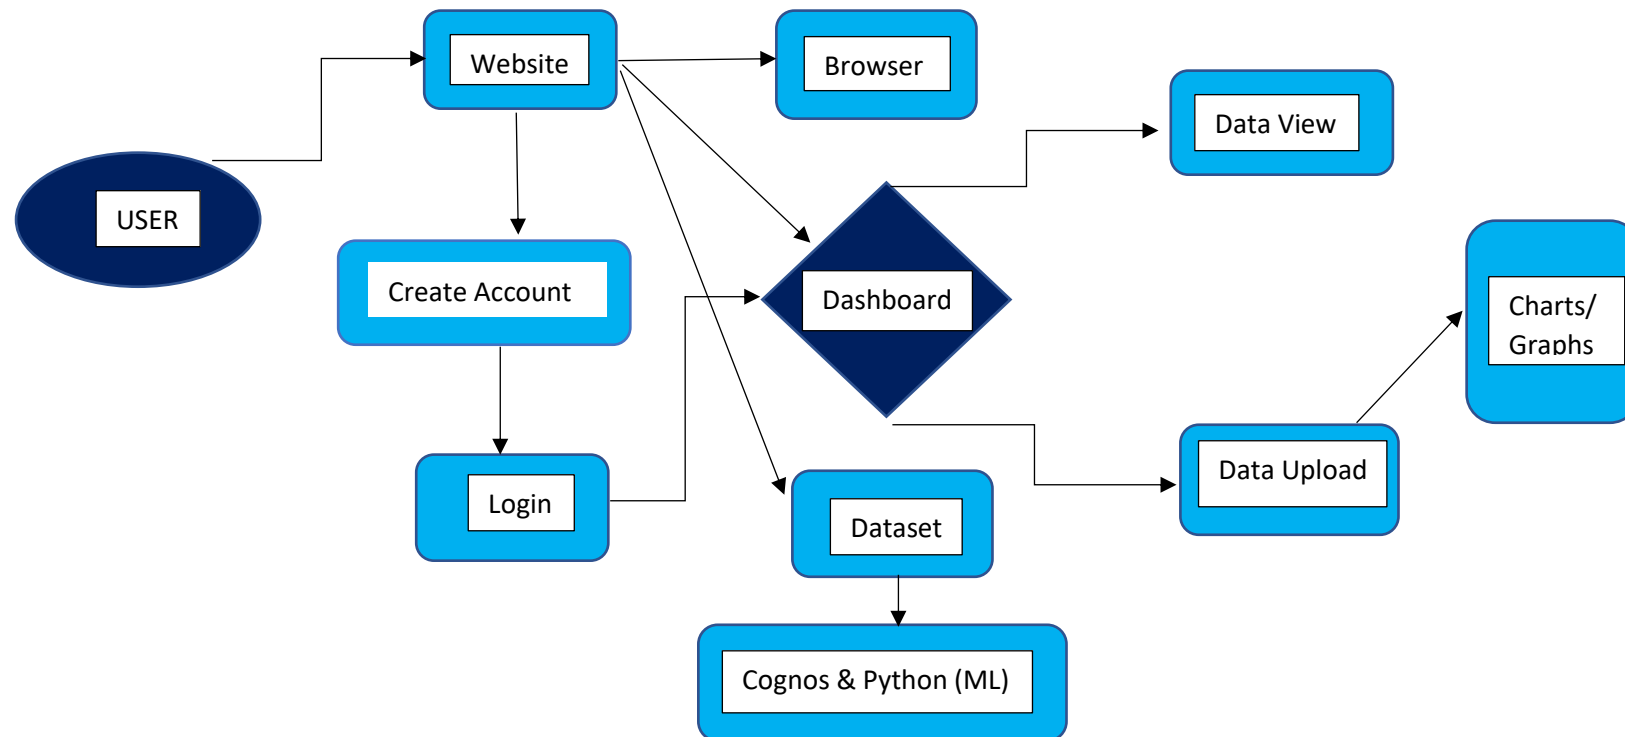 Website
Browser
Data View
USER
Create Account
Dashboard
Charts/
Graphs
Login
Data Upload
Dataset
Cognos & Python (ML)